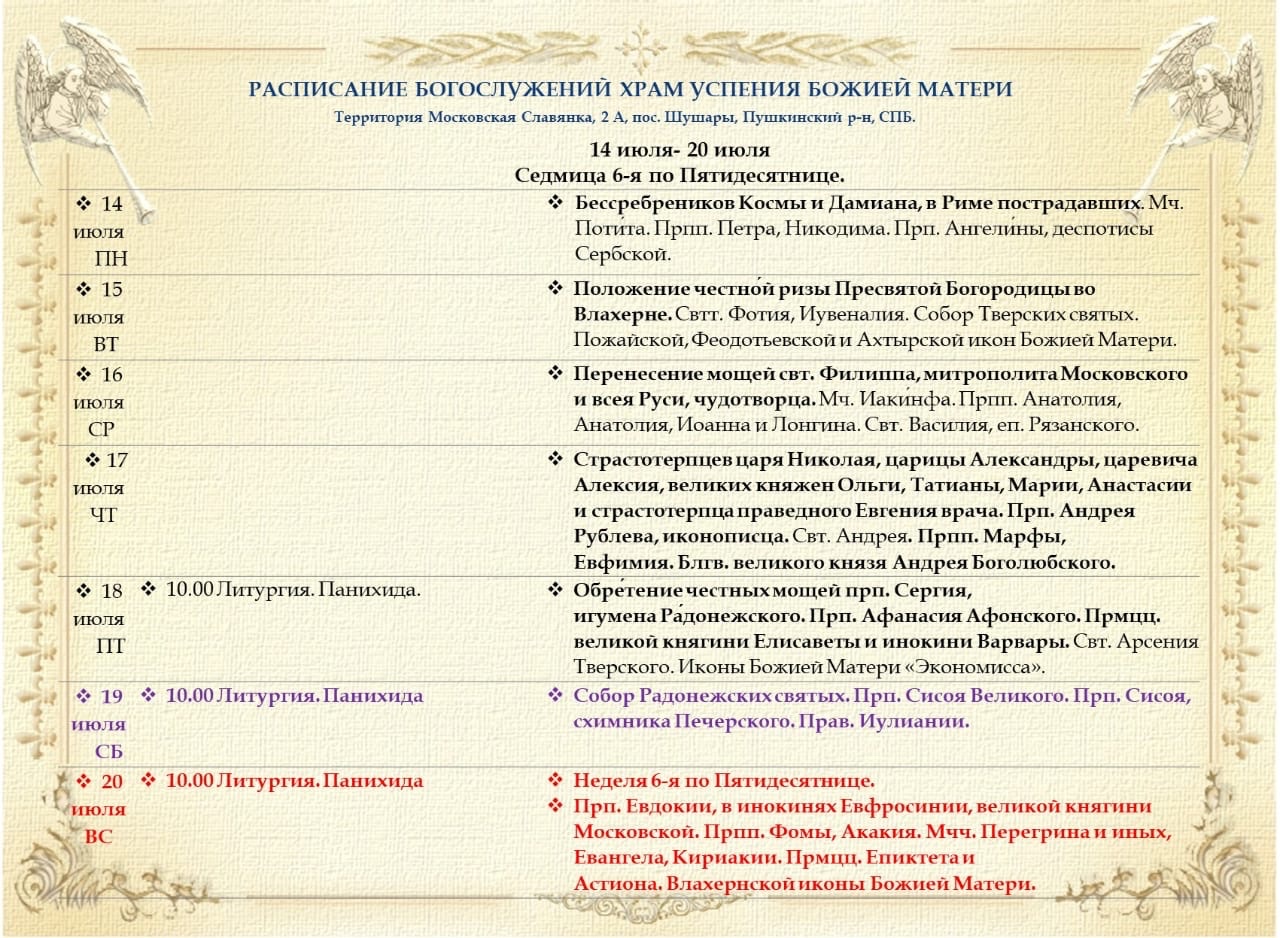 РАСПИСАНИЕ БОГОСЛУЖЕНИЙ ХРАМ УСПЕНИЯ БОЖИЕЙ МАТЕРИ
Территория Московская Славянка, 2 А, пос. Шушары, Пушкинский р-н, СПБ.
14 июля- 20 июля
Седмица 6-я по Пятидесятнице.
❖ 14
июля
ПН
❖ Бессребреников Космы и Дамиана, в Риме пострадавших. Мч.
Поти́та. Прпп. Петра, Никодима. Прп. Ангели́ны, деспотисы
Сербской.
❖ 15
июля
ВТ
❖ Положение честно́й ризы Пресвятой Богородицы во
Влахерне. Свтт. Фотия, Иувеналия. Собор Тверских святых.
Пожайской, Феодотьевской и Ахтырской икон Божией Матери.
❖ 16
июля
СР
❖ Перенесение мощей свт. Филиппа, митрополита Московского
и всея Руси, чудотворца. Мч. Иаки́нфа. Прпп. Анатолия,
Анатолия, Иоанна и Лонгина. Свт. Василия, еп. Рязанского.
❖ 17
июля
ЧТ
❖ Страстотерпцев царя Николая, царицы Александры, царевича
Алексия, великих княжен Ольги, Татианы, Марии, Анастасии
и страстотерпца праведного Евгения врача. Прп. Андрея
Рублева, иконописца. Свт. Андрея. Прпп. Марфы,
Евфимия. Блгв. великого князя Андрея Боголюбского.
❖ 18
июля
ПТ
❖ 10.00 Литургия. Панихида.
❖ Обре́тение честных мощей прп. Сергия,
игумена Ра́донежского. Прп. Афанасия Афонского. Прмцц.
великой княгини Елисаветы и инокини Варвары. Свт. Арсения
Тверского. Иконы Божией Матери «Экономисса».
❖ 19
июля
СБ
❖ 10.00 Литургия. Панихида
❖ Собор Радонежских святых. Прп. Сисоя Великого. Прп. Сисоя,
схимника Печерского. Прав. Иулиании.
❖ 20
июля
ВС
❖ 10.00 Литургия. Панихида
❖ Неделя 6-я по Пятидесятнице.
❖ Прп. Евдокии, в инокинях Евфросинии, великой княгини
Московской. Прпп. Фомы, Акакия. Мчч. Перегрина и иных,
Евангела, Кириакии. Прмцц. Епиктета и
Астиона. Влахернской иконы Божией Матери.